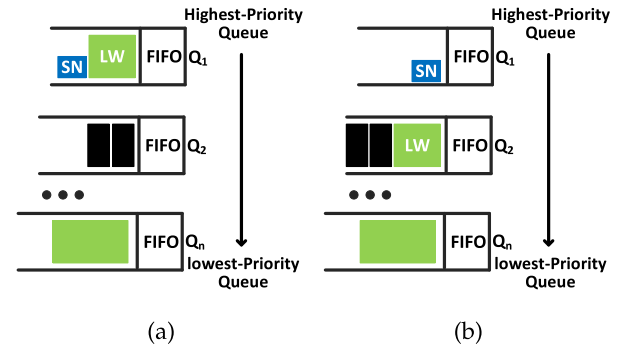 Highest-Priority
Queue
LW
FIFO Q1
SN
FIFO Q2
FIFO Qn
lowest-Priority
Queue
(a)
Highest-Priority
Queue
FIFO Q1
SN
LW
FIFO Q2
FIFO Qn
lowest-Priority
Queue
(b)